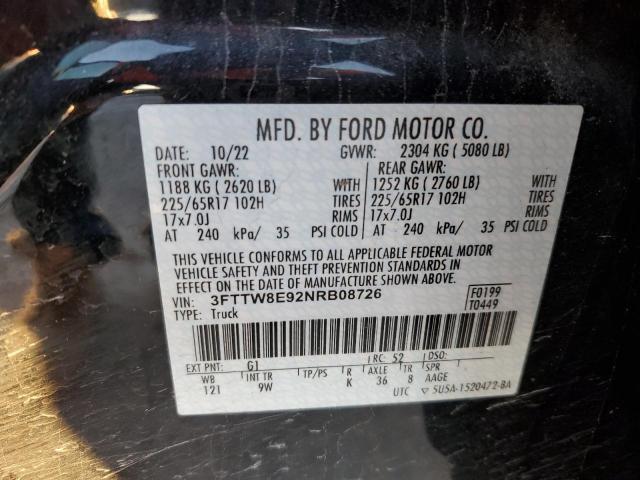 MFD. BY FORD MOTOR CO.
DATE: 10/22 GVWR: 2304 KG ( 5080 LB)
FRONT GAWR: REAR GAWR:
1188 KG ( 2620 LB) WITH 1252 KG ( 2760 LB) WITH
225/65R17 102H TIRES 225/65R17 102H TIRES
17x7.0J RIMS 17x7.0J RIMS
AT 240 kPa/ 35 PSI COLD AT 240 kPa/ 35 PSI COLD
THIS VEHICLE CONFORMS TO ALL APPLICABLE FEDERAL MOTOR
VEHICLE SAFETY AND THEFT PREVENTION STANDARDS IN
EFFECT ON THE DATE OF MANUFACTURE SHOWN ABOVE.
VIN: 3FTTW8E92NRB08726 F0199
TYPE: Truck T0449
EXT PNT: G1 RC: 52 DSO:
WB INT TR TP/PS R AXLE TR SPR
121 9W K 36 8 AAGE
UTC ▽ 5U5A-1520472-BA